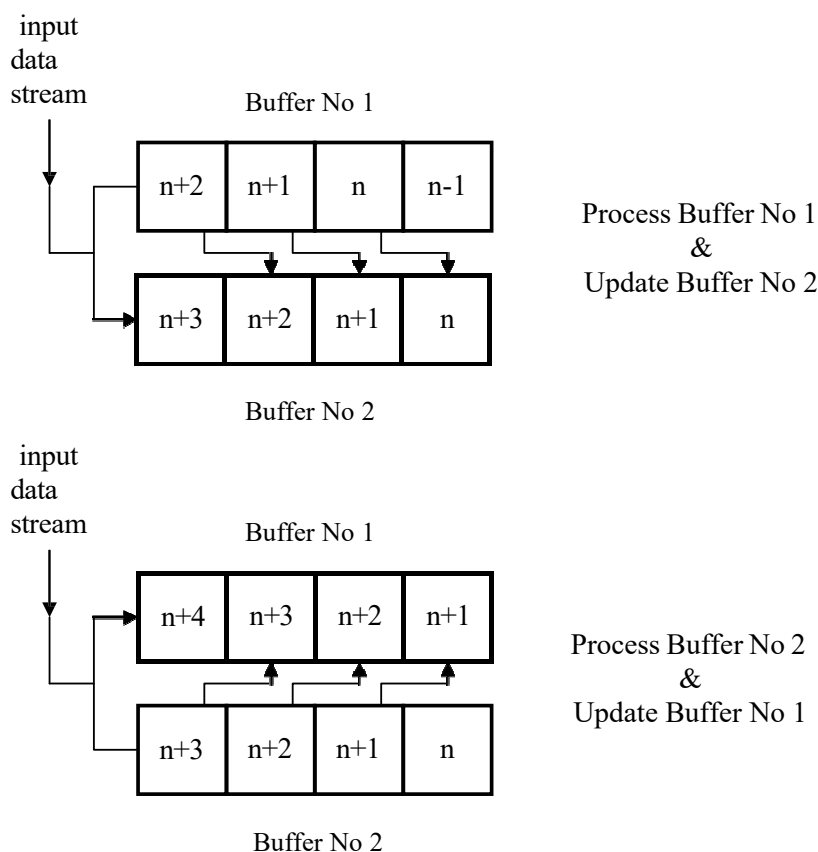 input
data
stream
Buffer No 1
n+2 n+1 n n-1
Process Buffer No 1
&
Update Buffer No 2
n+3 n+2 n+1 n
Buffer No 2
input
data
stream
Buffer No 1
n+4 n+3 n+2 n+1
Process Buffer No 2
&
Update Buffer No 1
n+3 n+2 n+1 n
Buffer No 2